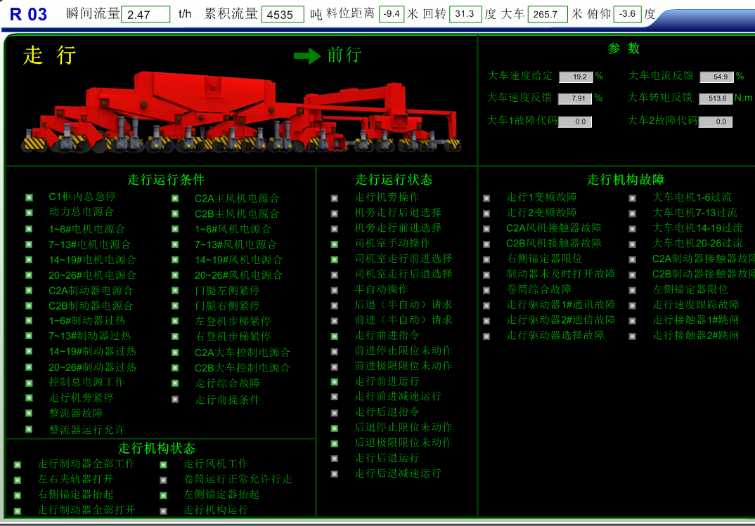 R 03 瞬间流量 2.47 t/h 累积流量 4535 吨 料位距离 -9.4 米 回转 31.3 度 大车 265.7 米 俯仰 -3.6 度
走 行
前行
参 数
大车速度给定 19.2 % 大车电流反馈 54.9 %
大车速度反馈 7.91 % 大车转矩反馈 513.6 N.m
大车1故障代码 0.0 大车2故障代码 0.0
走行运行条件
C1柜内总急停 C2A主风机电源合
动力总电源合 C2B主风机电源合
1~6#电机电源合 1~6#风机电源合
7~13#电机电源合 7~13#风机电源合
14~19#电机电源合 14~19#风机电源合
20~26#电机电源合 20~26#风机电源合
C2A制动器电源合 门腿左侧紧停
C2B制动器电源合 门腿右侧紧停
1~6#制动器过热 左登机步梯紧停
7~13#制动器过热 右登机步梯紧停
14~19#制动器过热 C2A大车控制电源合
20~26#制动器过热 C2B大车控制电源合
控制总电源工作 走行综合故障
走行机旁紧停 走行前提条件
整流器故障
整流器运行允许
走行机构状态
走行制动器全部工作 走行风机工作
左右夹轨器打开 卷筒运行正常允许行走
右侧锚定器抬起 左侧锚定器抬起
走行制动器全部打开 走行机构运行
走行运行状态
走行机旁操作
机旁走行后退选择
机旁走行前进选择
司机室手动操作
司机室走行前进选择
司机室走行后退选择
半自动操作
后退（半自动）请求
前进（半自动）请求
走行前进指令
前进停止限位未动作
前进极限限位未动作
走行前进运行
走行前进减速运行
走行后退指令
后退停止限位未动作
后退极限限位未动作
走行后退运行
走行后退减速运行
走行机构故障
走行1变频故障 大车电机1-6过流
走行2变频故障 大车电机7-13过流
C2A风机接触器故障 大车电机14-19过流
C2B风机接触器故障 大车电机20-26过流
右侧锚定器限位 C2A制动器接触器故
制动器未及时打开故障 C2B制动器接触器故
卷筒综合故障 左侧锚定器限位
走行驱动器1#通讯故障 走行速度跟踪故障
走行驱动器2#通信故障 走行接触器1#跳闸
走行驱动器选择故障 走行接触器2#跳闸